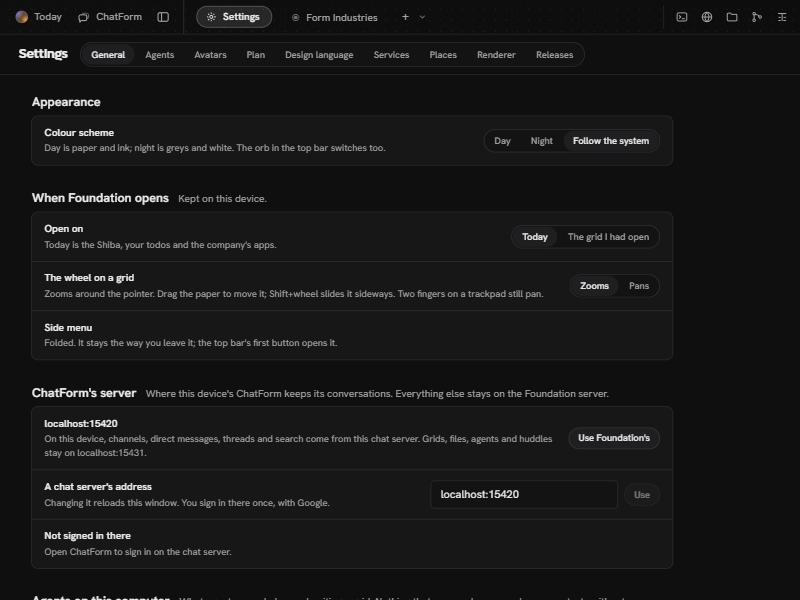 Today
ChatForm
Settings
Form Industries
Settings
General
Agents
Avatars
Plan
Design language
Services
Places
Renderer
Releases
Appearance
Colour scheme
Day is paper and ink; night is greys and white. The orb in the top bar switches too.
Day
Night
Follow the system
When Foundation opens Kept on this device.
Open on
Today is the Shiba, your todos and the company's apps.
Today
The grid I had open
The wheel on a grid
Zooms around the pointer. Drag the paper to move it; Shift+wheel slides it sideways. Two fingers on a trackpad still pan.
Zooms
Pans
Side menu
Folded. It stays the way you leave it; the top bar's first button opens it.
ChatForm's server Where this device's ChatForm keeps its conversations. Everything else stays on the Foundation server.
localhost:15420
On this device, channels, direct messages, threads and search come from this chat server. Grids, files, agents and huddles
stay on localhost:15431.
Use Foundation's
A chat server's address
Changing it reloads this window. You sign in there once, with Google.
localhost:15420
Use
Not signed in there
Open ChatForm to sign in on the chat server.
Agents on this computer